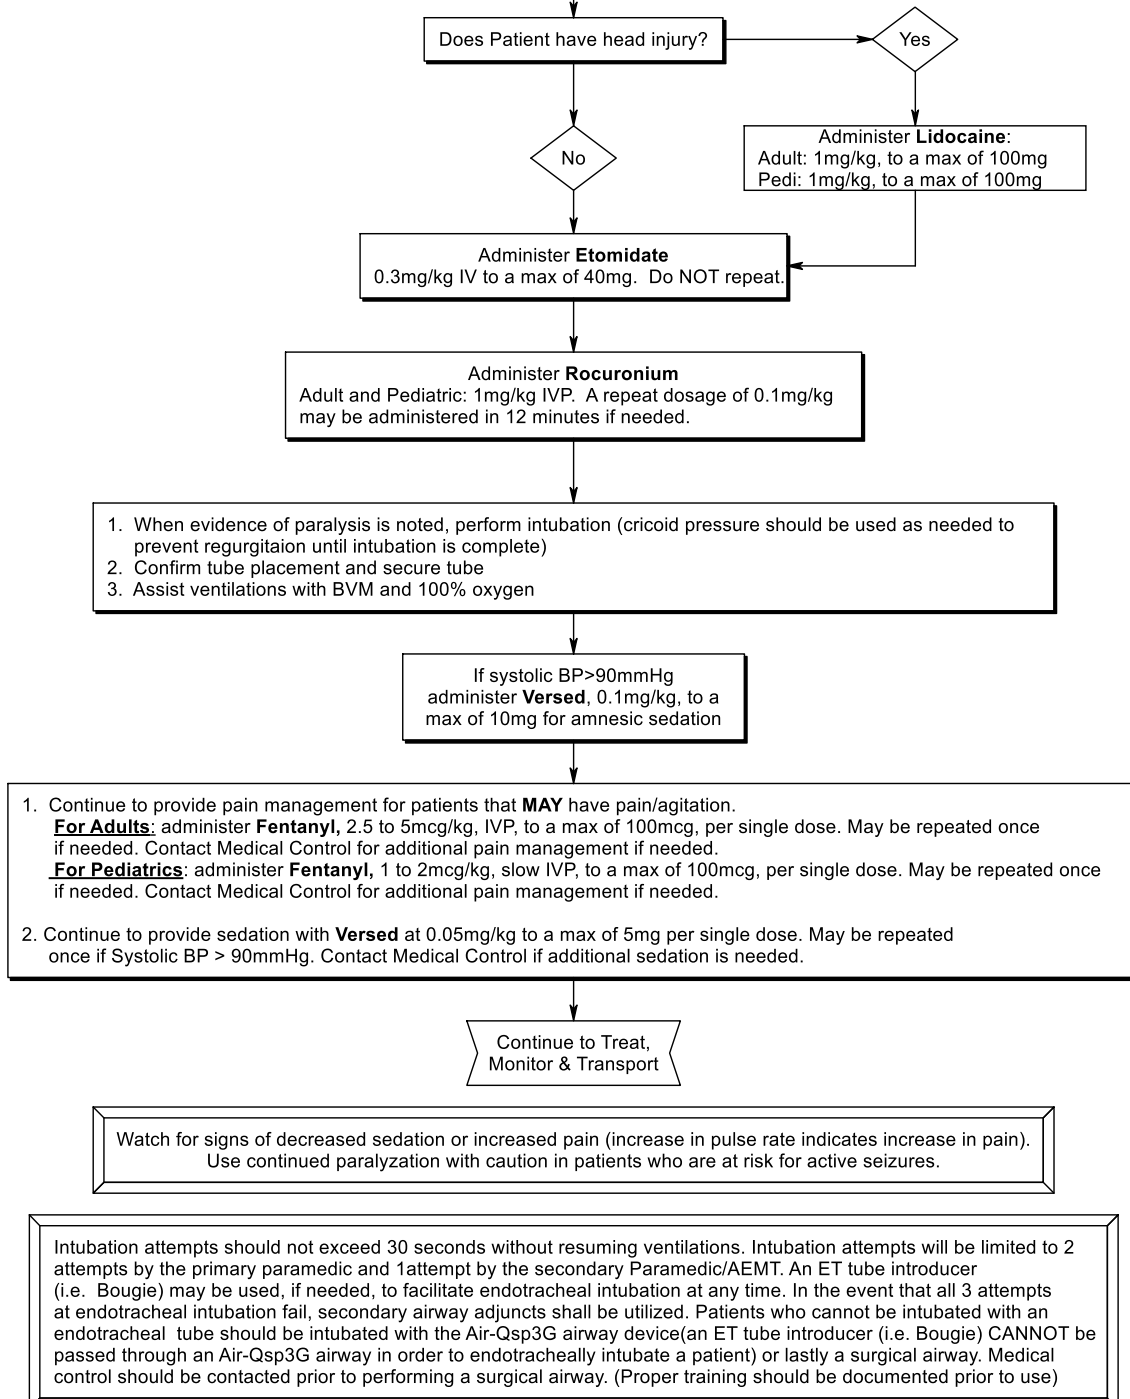 Does Patient have head injury?
Yes
No
Administer Lidocaine:
Adult: 1mg/kg, to a max of 100mg
Pedi: 1mg/kg, to a max of 100mg
Administer Etomidate
0.3mg/kg IV to a max of 40mg.  Do NOT repeat.
Administer Rocuronium
Adult and Pediatric: 1mg/kg IVP.  A repeat dosage of 0.1mg/kg
may be administered in 12 minutes if needed.
1.  When evidence of paralysis is noted, perform intubation (cricoid pressure should be used as needed to
prevent regurgitaion until intubation is complete)
2.  Confirm tube placement and secure tube
3.  Assist ventilations with BVM and 100% oxygen
If systolic BP>90mmHg
administer Versed, 0.1mg/kg, to a
max of 10mg for amnesic sedation
1.  Continue to provide pain management for patients that MAY have pain/agitation.
For Adults: administer Fentanyl, 2.5 to 5mcg/kg, IVP, to a max of 100mcg, per single dose. May be repeated once
if needed. Contact Medical Control for additional pain management if needed.
For Pediatrics: administer Fentanyl, 1 to 2mcg/kg, slow IVP, to a max of 100mcg, per single dose. May be repeated once
if needed. Contact Medical Control for additional pain management if needed.
2. Continue to provide sedation with Versed at 0.05mg/kg to a max of 5mg per single dose. May be repeated
once if Systolic BP > 90mmHg. Contact Medical Control if additional sedation is needed.
Continue to Treat,
Monitor & Transport
Watch for signs of decreased sedation or increased pain (increase in pulse rate indicates increase in pain).
Use continued paralyzation with caution in patients who are at risk for active seizures.
Intubation attempts should not exceed 30 seconds without resuming ventilations. Intubation attempts will be limited to 2
attempts by the primary paramedic and 1attempt by the secondary Paramedic/AEMT. An ET tube introducer
(i.e.  Bougie) may be used, if needed, to facilitate endotracheal intubation at any time. In the event that all 3 attempts
at endotracheal intubation fail, secondary airway adjuncts shall be utilized. Patients who cannot be intubated with an
endotracheal  tube should be intubated with the Air-Qsp3G airway device(an ET tube introducer (i.e. Bougie) CANNOT be
passed through an Air-Qsp3G airway in order to endotracheally intubate a patient) or lastly a surgical airway. Medical
control should be contacted prior to performing a surgical airway. (Proper training should be documented prior to use)